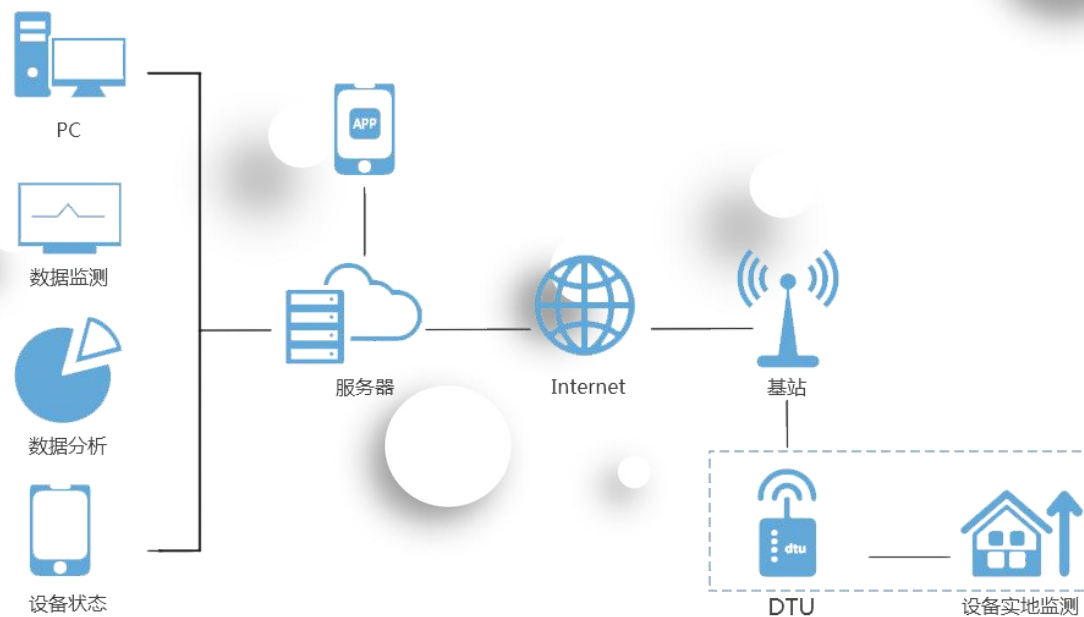 PC
APP
数据监测
服务器
Internet
基站
数据分析
dtu
设备状态
DTU
设备实地监测